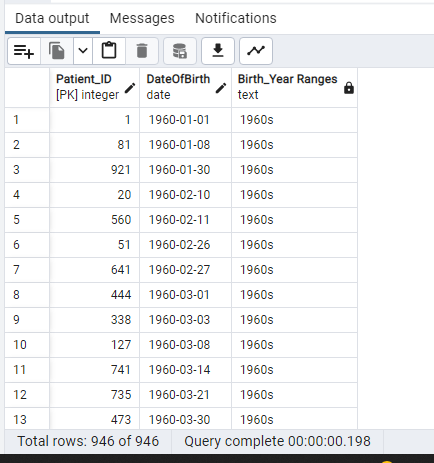 Data output Messages Notifications
Patient_ID DateOfBirth Birth_Year Ranges
[PK] integer date text
1 1 1960-01-01 1960s
2 81 1960-01-08 1960s
3 921 1960-01-30 1960s
4 20 1960-02-10 1960s
5 560 1960-02-11 1960s
6 51 1960-02-26 1960s
7 641 1960-02-27 1960s
8 444 1960-03-01 1960s
9 338 1960-03-03 1960s
10 127 1960-03-08 1960s
11 741 1960-03-14 1960s
12 735 1960-03-21 1960s
13 473 1960-03-30 1960s
Total rows: 946 of 946 Query complete 00:00:00.198